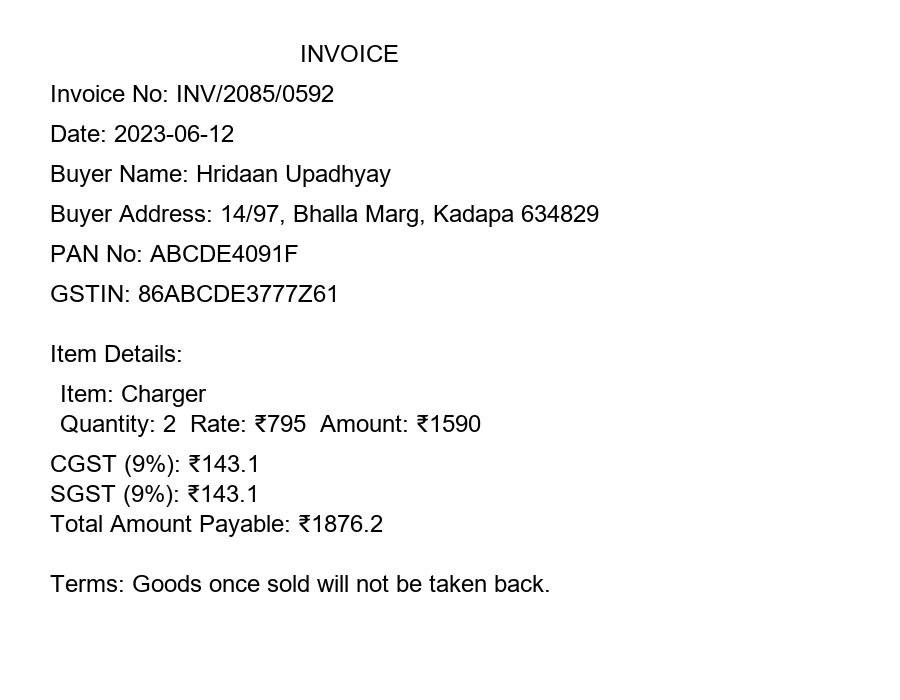 INVOICE
Invoice No: INV/2085/0592
Date: 2023-06-12
Buyer Name: Hridaan Upadhyay
Buyer Address: 14/97, Bhalla Marg, Kadapa 634829
PAN No: ABCDE4091F
GSTIN: 86ABCDE3777Z61
Item Details:
Item: Charger
Quantity: 2  Rate: ₹795  Amount: ₹1590
CGST (9%): ₹143.1
SGST (9%): ₹143.1
Total Amount Payable: ₹1876.2
Terms: Goods once sold will not be taken back.